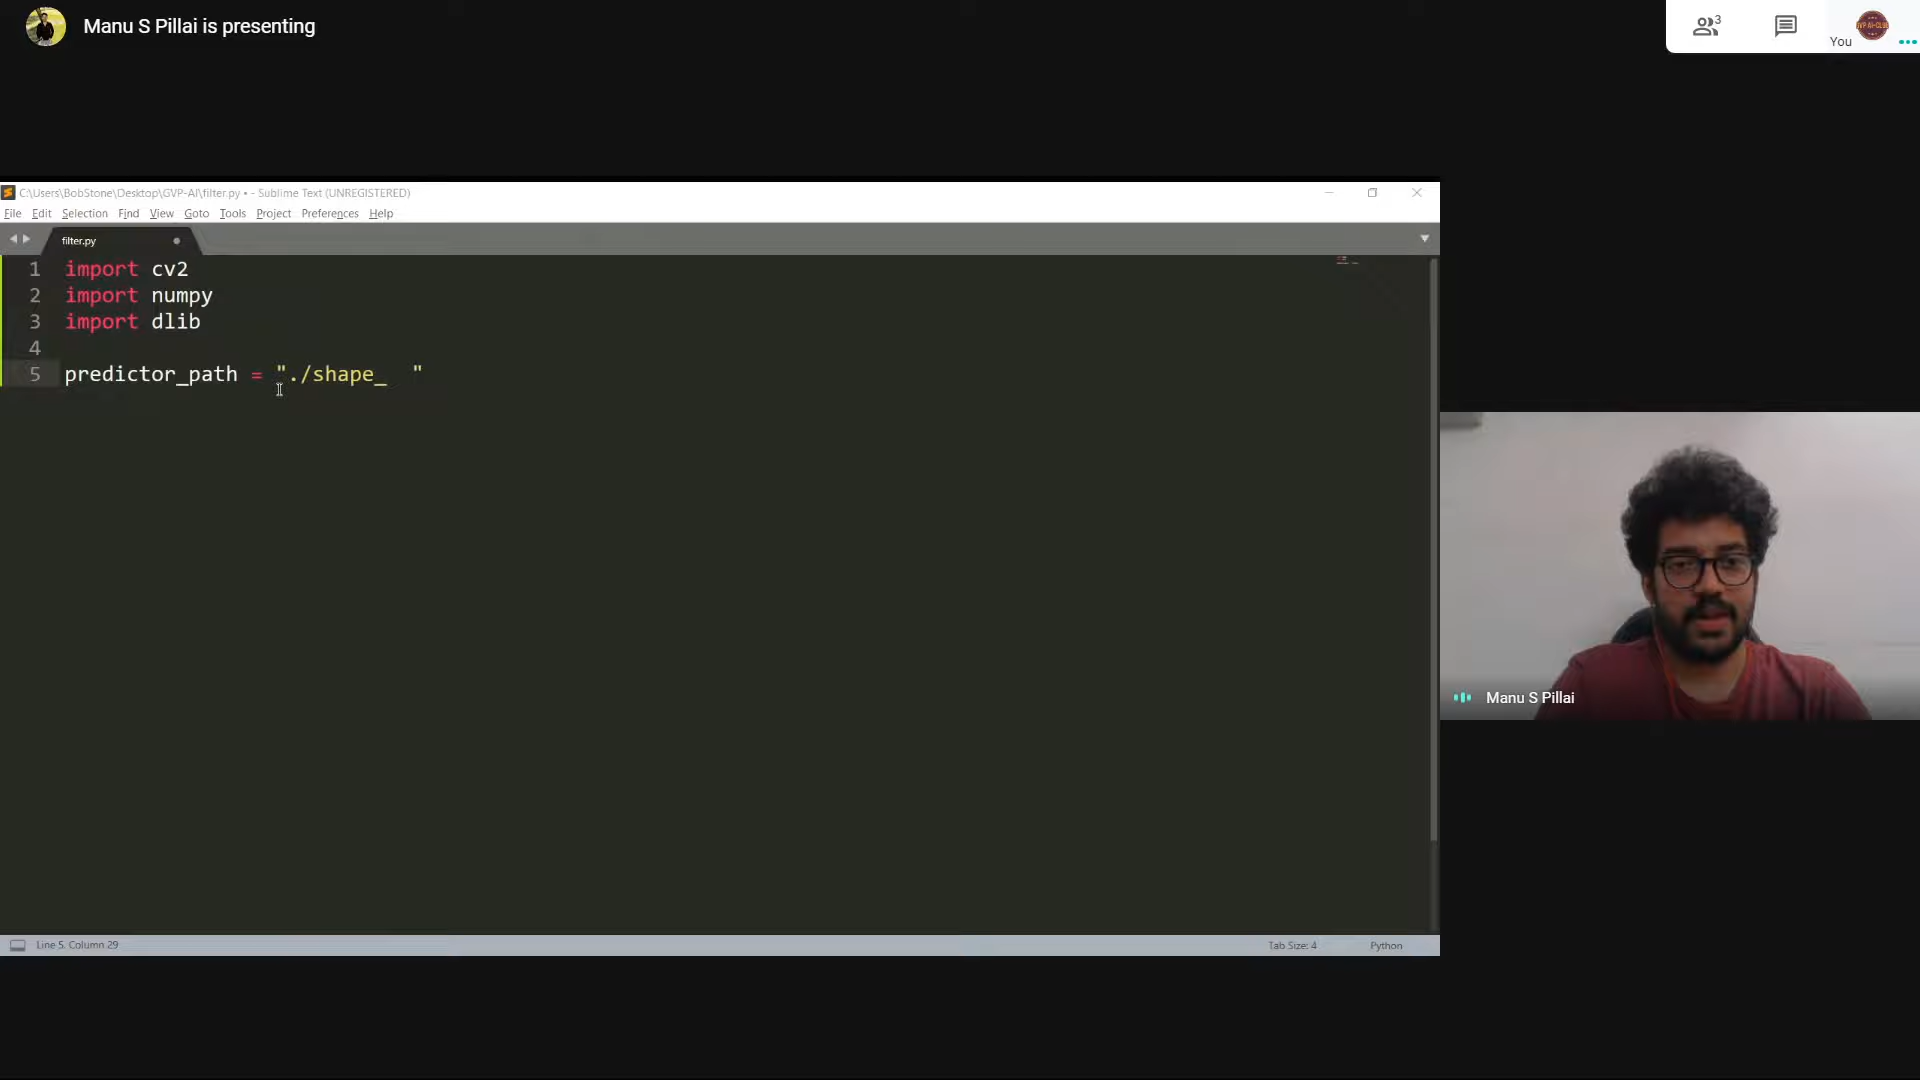 Manu S Pillai is presenting
3
You
C:\Users\BobStone\Desktop\GVP-AI\filter.py • - Sublime Text (UNREGISTERED)
File Edit Selection Find View Goto Tools Project Preferences Help
filter.py
1 import cv2
2 import numpy
3 import dlib
4
5 predictor_path = "./shape_  "
Manu S Pillai
Line 5, Column 29
Tab Size: 4
Python